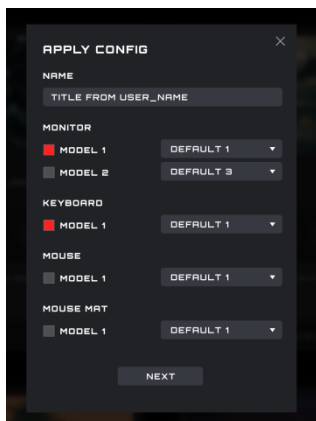 APPLY CONFIG
NAME
TITLE FROM USER_NAME
MONITOR
MODEL 1 DEFAULT 1
MODEL 2 DEFAULT 3
KEYBOARD
MODEL 1 DEFAULT 1
MOUSE
MODEL 1 DEFAULT 1
MOUSE MAT
MODEL 1 DEFAULT 1
NEXT